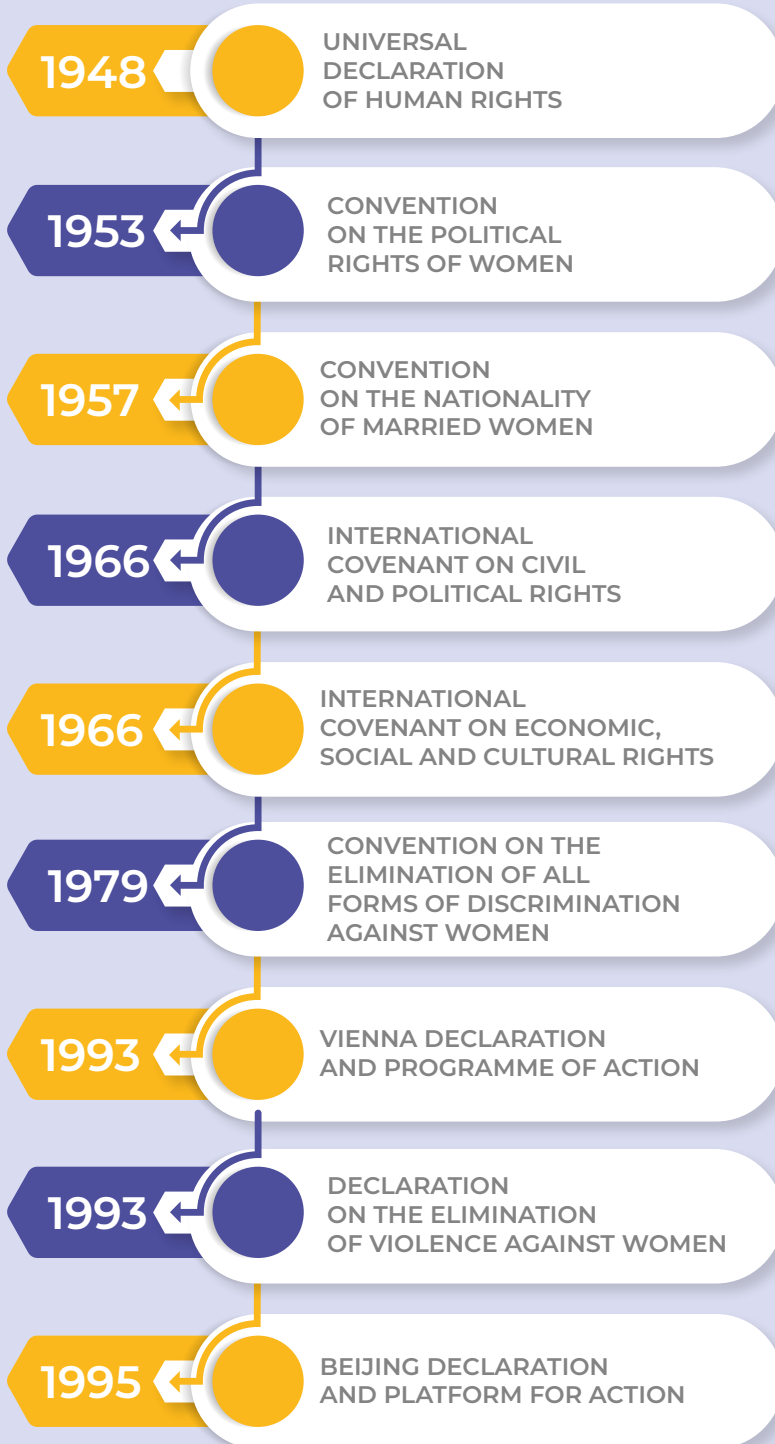 1948
UNIVERSAL
DECLARATION
OF HUMAN RIGHTS
1953
CONVENTION
ON THE POLITICAL
RIGHTS OF WOMEN
1957
CONVENTION
ON THE NATIONALITY
OF MARRIED WOMEN
1966
INTERNATIONAL
COVENANT ON CIVIL
AND POLITICAL RIGHTS
1966
INTERNATIONAL
COVENANT ON ECONOMIC,
SOCIAL AND CULTURAL RIGHTS
1979
CONVENTION ON THE
ELIMINATION OF ALL
FORMS OF DISCRIMINATION
AGAINST WOMEN
1993
VIENNA DECLARATION
AND PROGRAMME OF ACTION
1993
DECLARATION
ON THE ELIMINATION
OF VIOLENCE AGAINST WOMEN
1995
BEIJING DECLARATION
AND PLATFORM FOR ACTION